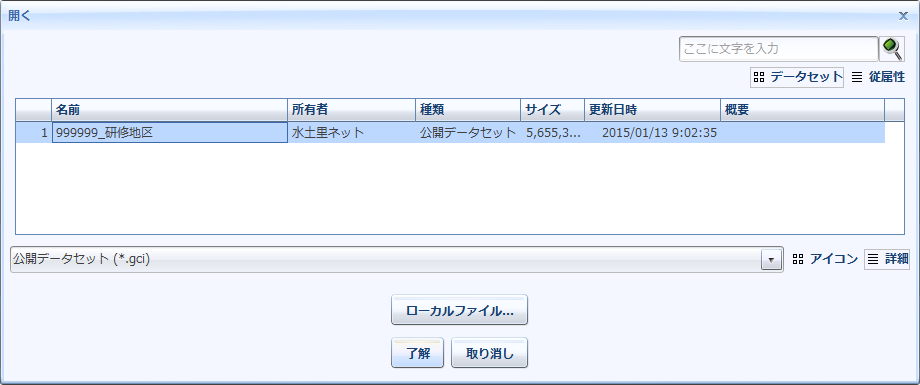 開く
ここに文字を入力
データセット 従属性
名前 所有者 種類 サイズ 更新日時 概要
1 999999_研修地区 水土里ネット 公開データセット 5,655,3... 2015/01/13 9:02:35
公開データセット (*.gci) アイコン 詳細
ローカルファイル...
了解 取り消し